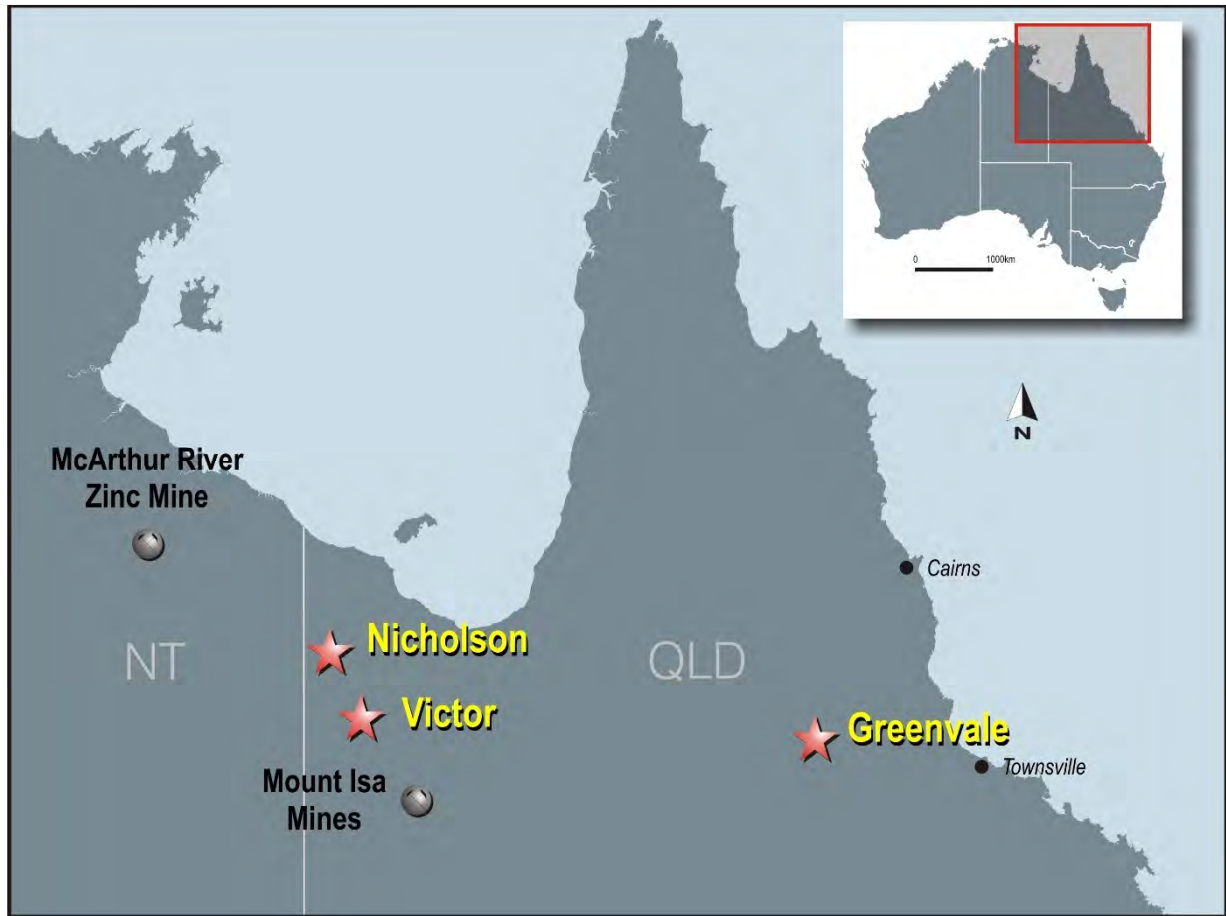 0
1000km
N
McArthur River
Zinc Mine
Cairns
NT
Nicholson
QLD
Victor
Greenvale
Townsville
Mount Isa
Mines